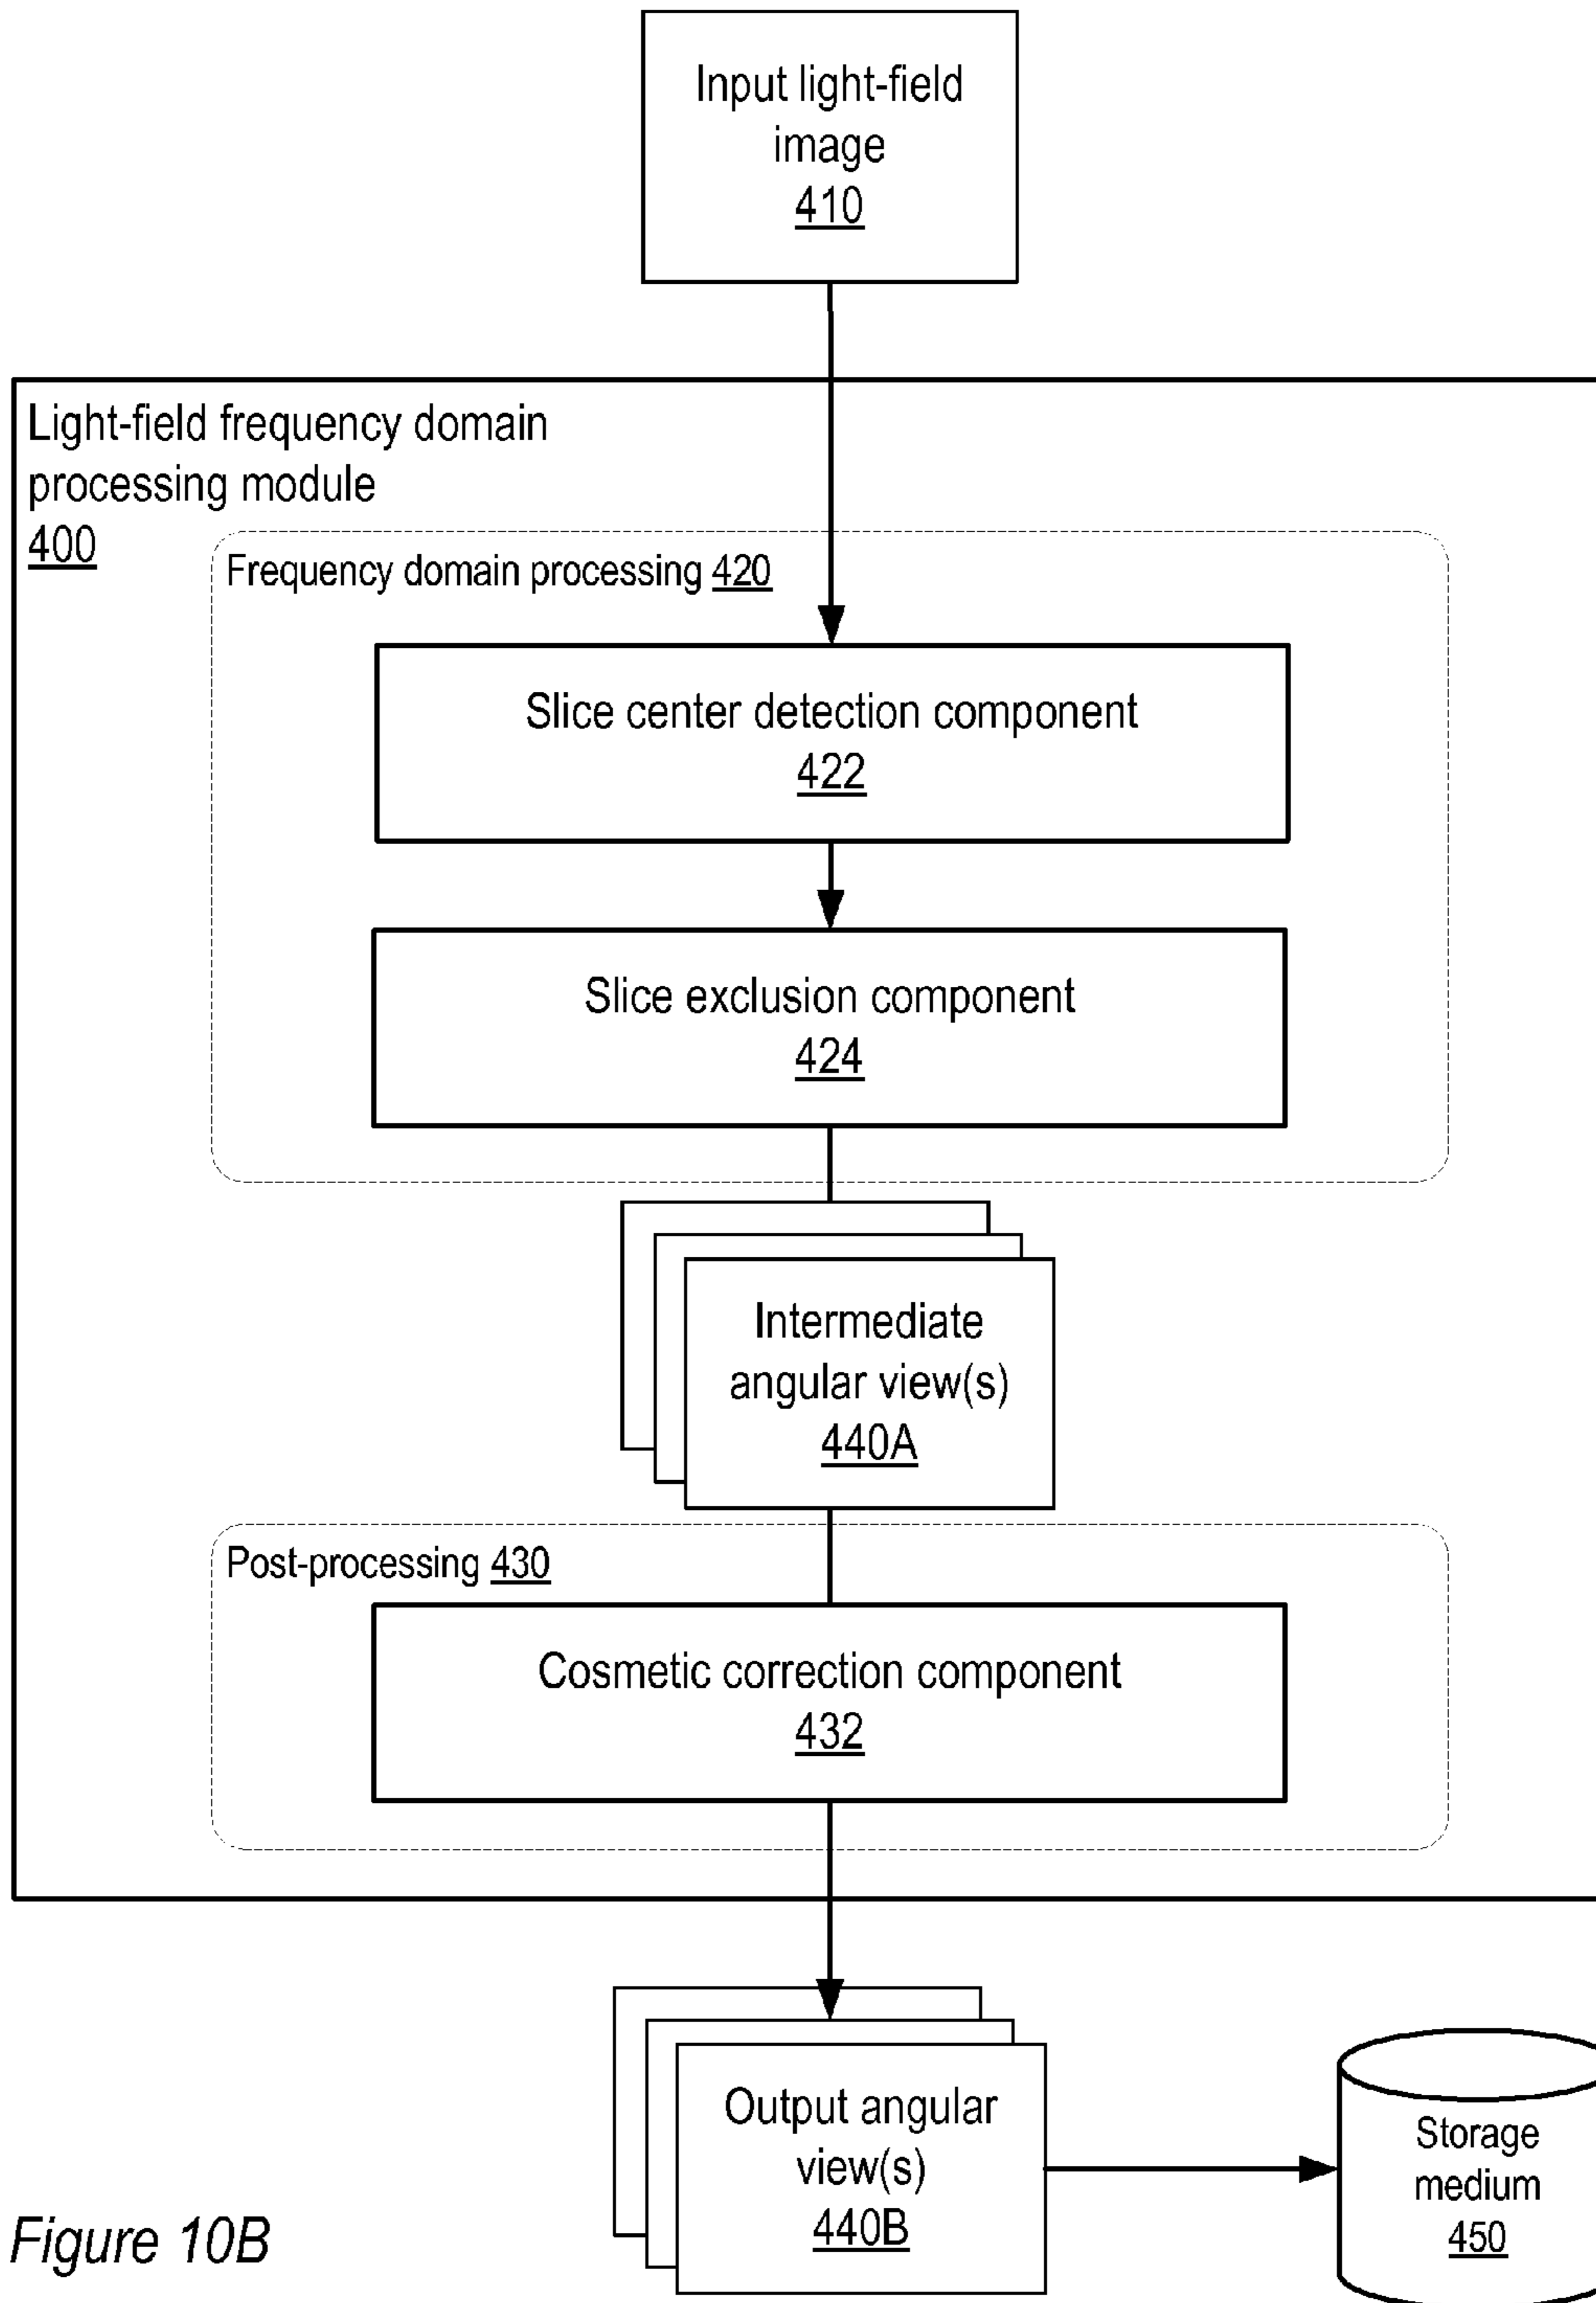 Input light-field
image
410
Light-field frequency domain
processing module
400
Frequency domain processing 420
Slice center detection component
422
Slice exclusion component
424
Intermediate
angular view(s)
440A
Post-processing 430
Cosmetic correction component
432
Output angular
view(s)
440B
Storage
medium
450
Figure 10B